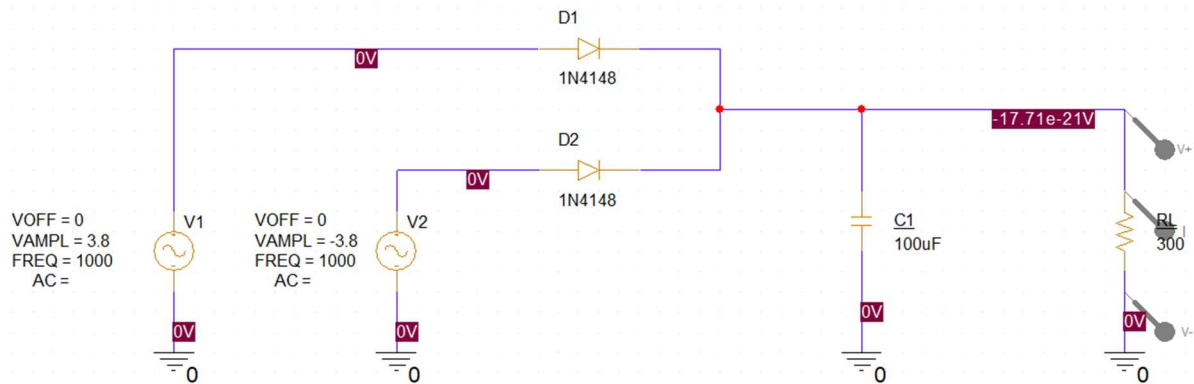 D1
0V
1N4148
-17.71e-21V
V+
D2
0V
1N4148
VOFF = 0
VAMPL = 3.8
FREQ = 1000
AC =
V1
VOFF = 0
VAMPL = -3.8
FREQ = 1000
AC =
V2
C1
100uF
RL
300
I
0V
0V
0V
0V
V-
0
0
0
0